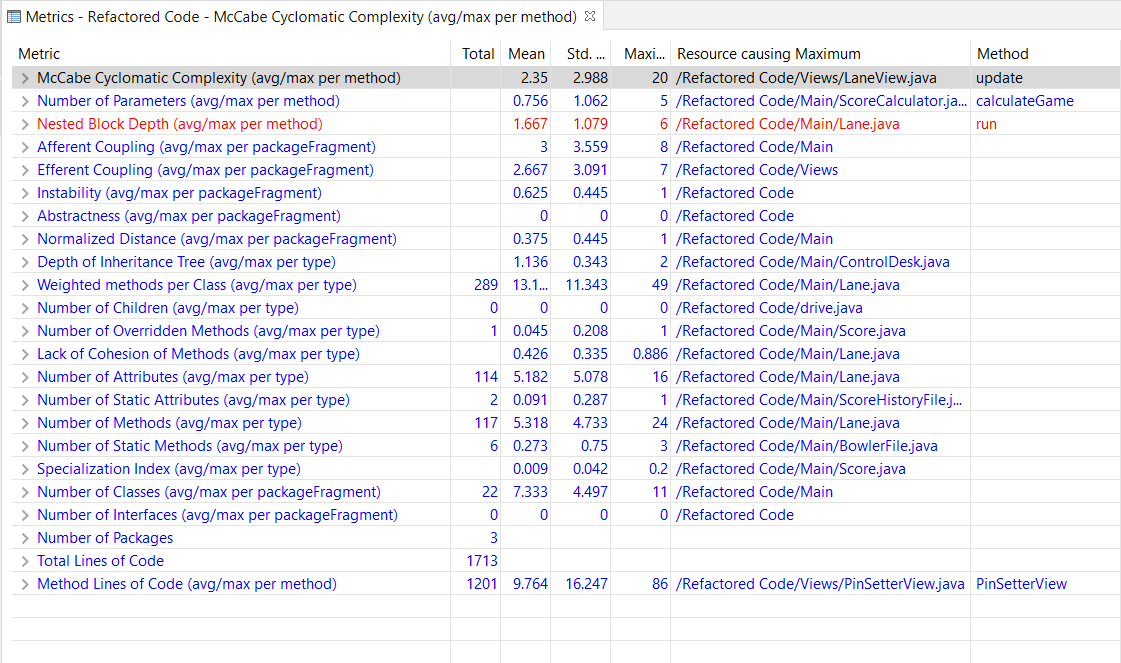 Metrics - Refactored Code - McCabe Cyclomatic Complexity (avg/max per method)
Metric Total Mean Std. ... Maxi... Resource causing Maximum Method
McCabe Cyclomatic Complexity (avg/max per method) 2.35 2.988 20 /Refactored Code/Views/LaneView.java update
Number of Parameters (avg/max per method) 0.756 1.062 5 /Refactored Code/Main/ScoreCalculator.ja... calculateGame
Nested Block Depth (avg/max per method) 1.667 1.079 6 /Refactored Code/Main/Lane.java run
Afferent Coupling (avg/max per packageFragment) 3 3.559 8 /Refactored Code/Main
Efferent Coupling (avg/max per packageFragment) 2.667 3.091 7 /Refactored Code/Views
Instability (avg/max per packageFragment) 0.625 0.445 1 /Refactored Code
Abstractness (avg/max per packageFragment) 0 0 0 /Refactored Code
Normalized Distance (avg/max per packageFragment) 0.375 0.445 1 /Refactored Code/Main
Depth of Inheritance Tree (avg/max per type) 1.136 0.343 2 /Refactored Code/Main/ControlDesk.java
Weighted methods per Class (avg/max per type) 289 13.1... 11.343 49 /Refactored Code/Main/Lane.java
Number of Children (avg/max per type) 0 0 0 0 /Refactored Code/drive.java
Number of Overridden Methods (avg/max per type) 1 0.045 0.208 1 /Refactored Code/Main/Score.java
Lack of Cohesion of Methods (avg/max per type) 0.426 0.335 0.886 /Refactored Code/Main/Lane.java
Number of Attributes (avg/max per type) 114 5.182 5.078 16 /Refactored Code/Main/Lane.java
Number of Static Attributes (avg/max per type) 2 0.091 0.287 1 /Refactored Code/Main/ScoreHistoryFile.j...
Number of Methods (avg/max per type) 117 5.318 4.733 24 /Refactored Code/Main/Lane.java
Number of Static Methods (avg/max per type) 6 0.273 0.75 3 /Refactored Code/Main/BowlerFile.java
Specialization Index (avg/max per type) 0.009 0.042 0.2 /Refactored Code/Main/Score.java
Number of Classes (avg/max per packageFragment) 22 7.333 4.497 11 /Refactored Code/Main
Number of Interfaces (avg/max per packageFragment) 0 0 0 0 /Refactored Code
Number of Packages 3
Total Lines of Code 1713
Method Lines of Code (avg/max per method) 1201 9.764 16.247 86 /Refactored Code/Views/PinSetterView.java PinSetterView